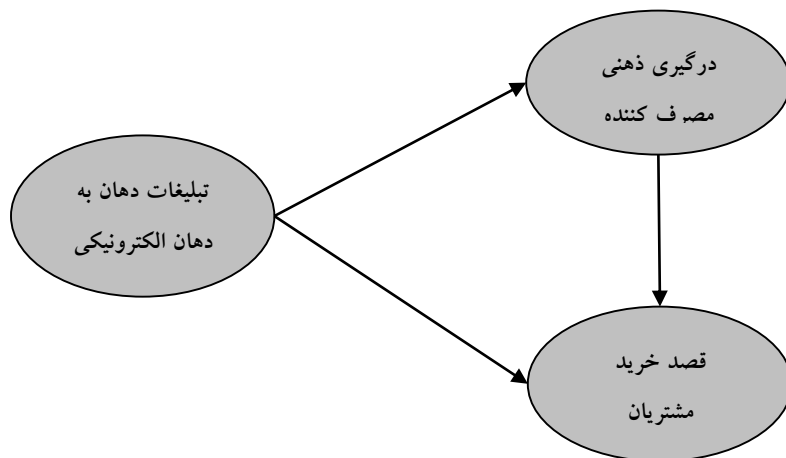 درگیری ذهنی
مصرف کننده
تبلیغات دهان به
دهان الکترونیکی
قصد خرید
مشتریان